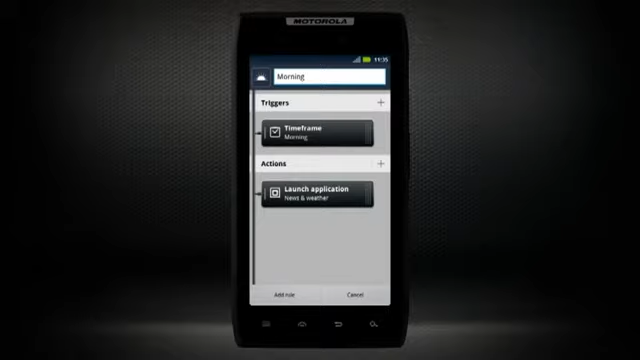 MOTOROLA
11:35
Morning
Triggers
Timeframe
Morning
Actions
Launch application
News & weather
Add rule
Cancel